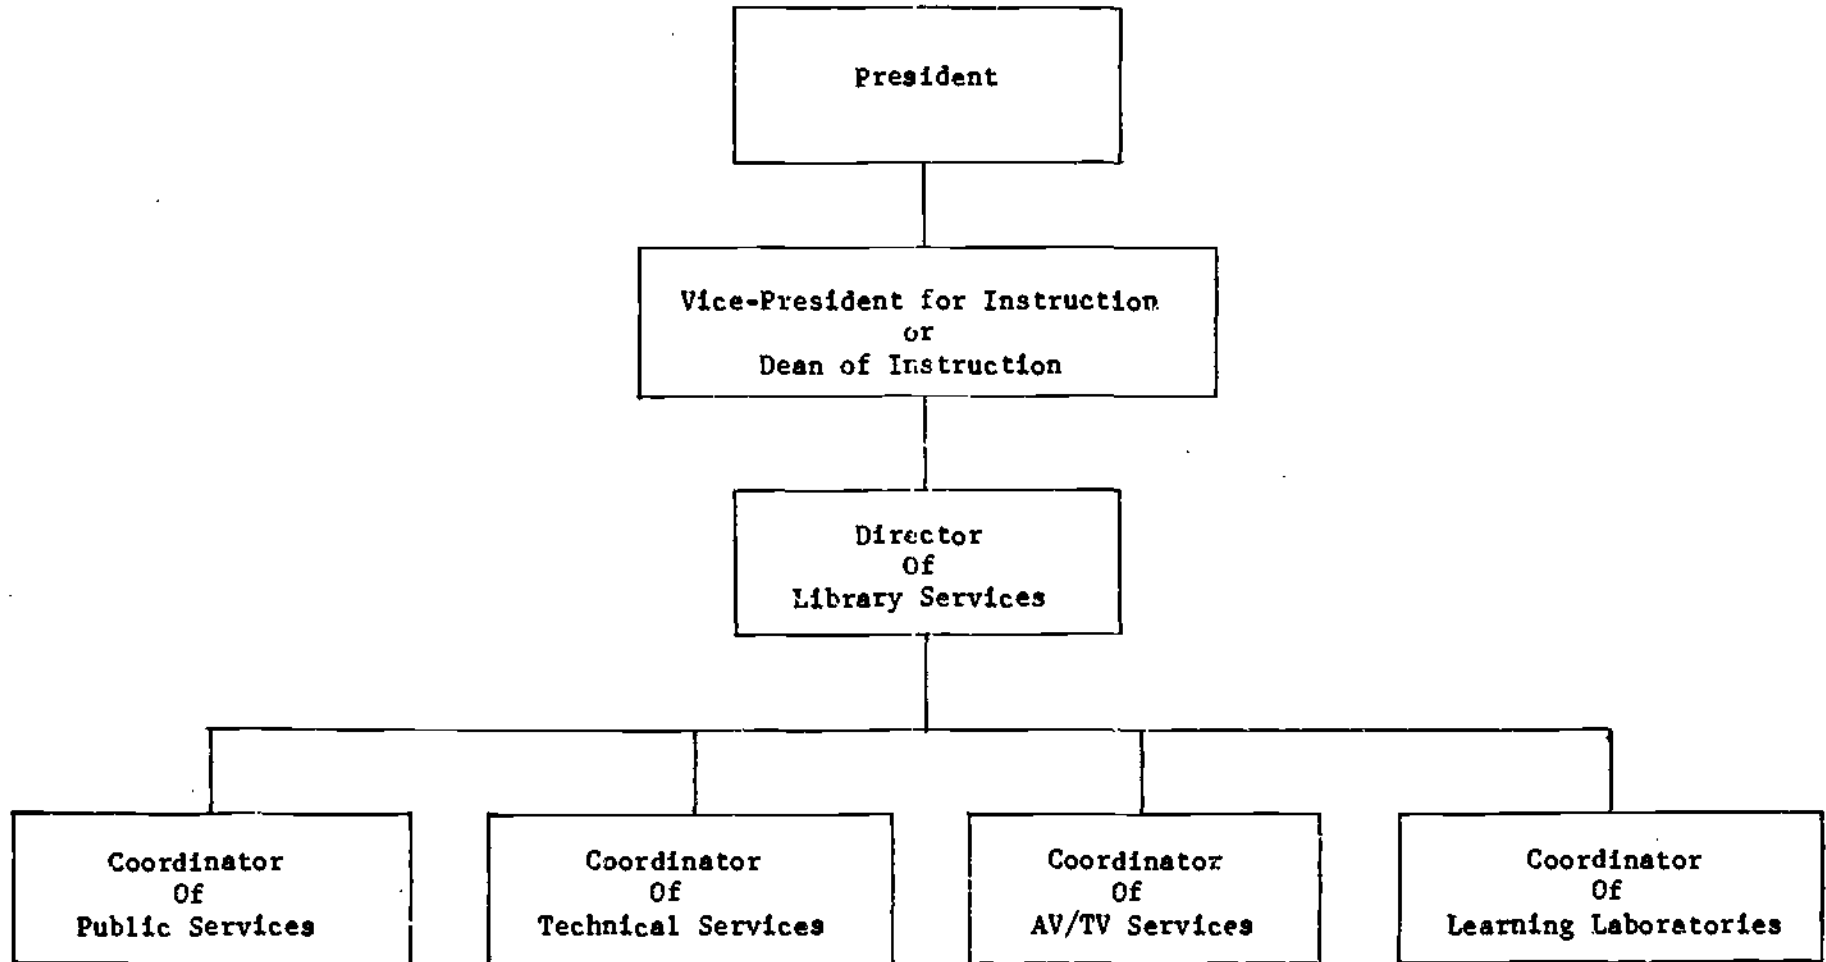 President
Vice-President for Instruction
or
Dean of Instruction
Director
Of
Library Services
Coordinator
Of
Public Services
Coordinator
Of
Technical Services
Coordinator
Of
AV/TV Services
Coordinator
Of
Learning Laboratories